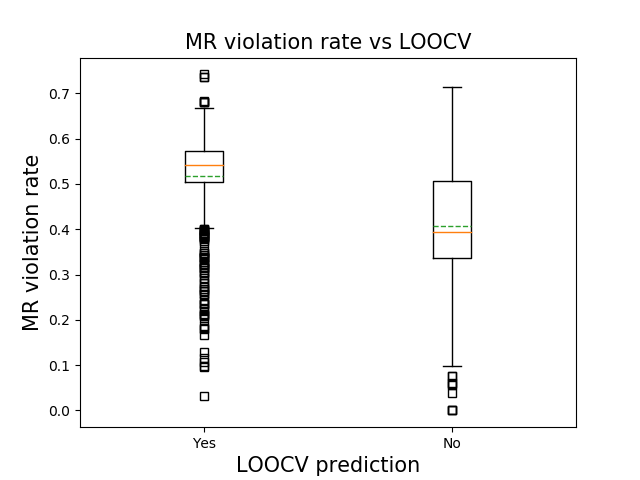 MR violation rate vs LOOCV
MR violation rate
0.7
0.6
0.5
0.4
0.3
0.2
0.1
0.0
Yes
No
LOOCV prediction